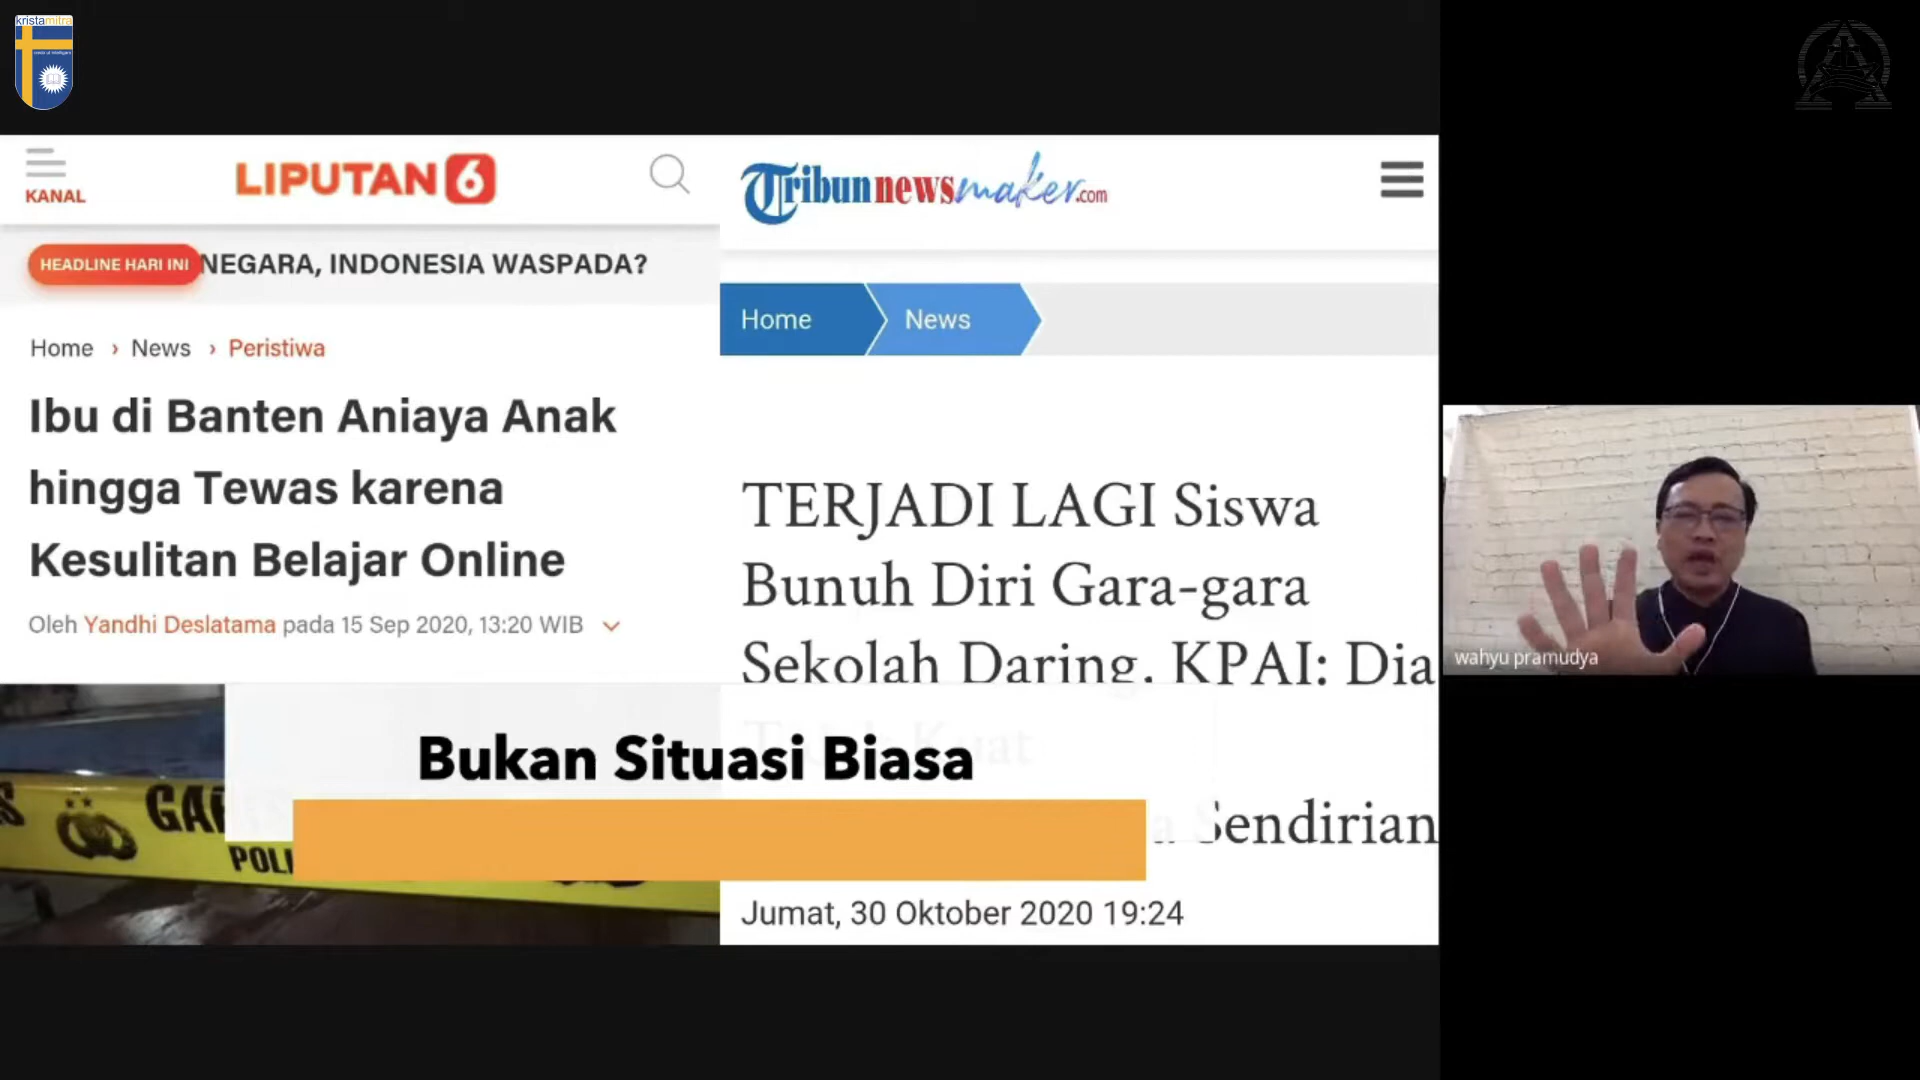 kristamitra
KANAL
LIPUTAN 6
HEADLINE HARI INI
NEGARA, INDONESIA WASPADA?
Home › News › Peristiwa
Ibu di Banten Aniaya Anak
hingga Tewas karena
Kesulitan Belajar Online
Oleh Yandhi Deslatama pada 15 Sep 2020, 13:20 WIB
POLI
Tribunnewsmaker.com
Home
News
TERJADI LAGI Siswa
Bunuh Diri Gara-gara
Sekolah Daring, KPAI: Dia
Sendirian
Jumat, 30 Oktober 2020 19:24
Bukan Situasi Biasa
wahyu pramudya